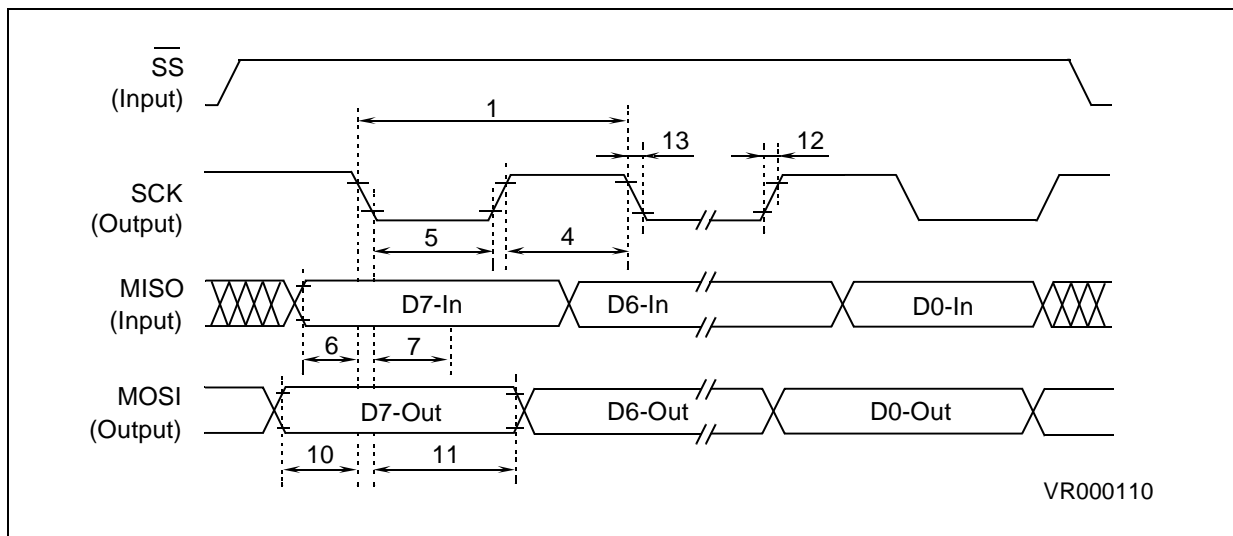 SS
(Input)
1
13
12
SCK
(Output)
5
4
MISO
(Input)
D7-In
D6-In
D0-In
6
7
MOSI
(Output)
D7-Out
D6-Out
D0-Out
10
11
VR000110